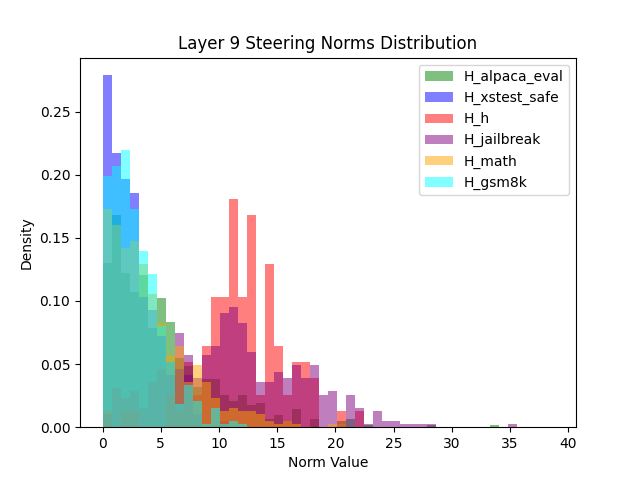 Layer 9 Steering Norms Distribution
H_alpaca_eval
H_xstest_safe
H_h
H_jailbreak
H_math
H_gsm8k
Density
0.25
0.20
0.15
0.10
0.05
0.00
0 5 10 15 20 25 30 35 40
Norm Value